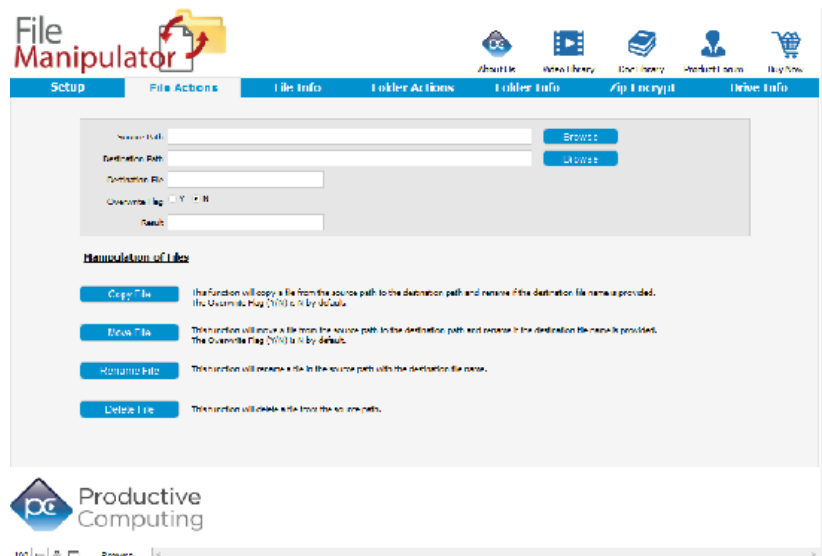 File
Manipulator
About Us Video Library Doc Library Product Forum Buy Now
Setup File Actions File Info Folder Actions Folder Info Zip Encrypt Drive Info
Source Path Browse
Destination Path Browse
Destination File
Overwrite Flag Y N
Result
Manipulation of Files
Copy File This function will copy a file from the source path to the destination path and rename if the destination file name is provided.
The Overwrite Flag (Y/N) is N by default.
Move File This function will move a file from the source path to the destination path and rename if the destination file name is provided.
The Overwrite Flag (Y/N) is N by default.
Rename File This function will rename a file in the source path with the destination file name.
Delete File This function will delete a file from the source path.
pc Productive
Computing
100 Browse